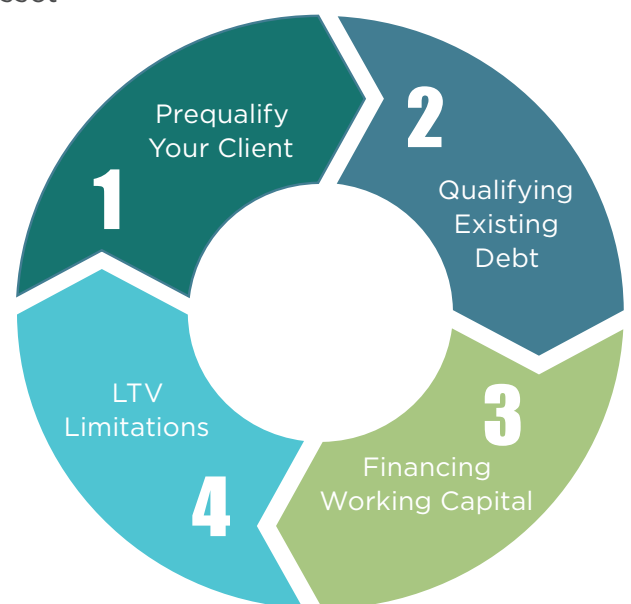 1
Prequalify
Your Client
2
Qualifying
Existing
Debt
3
Financing
Working Capital
4
LTV
Limitations